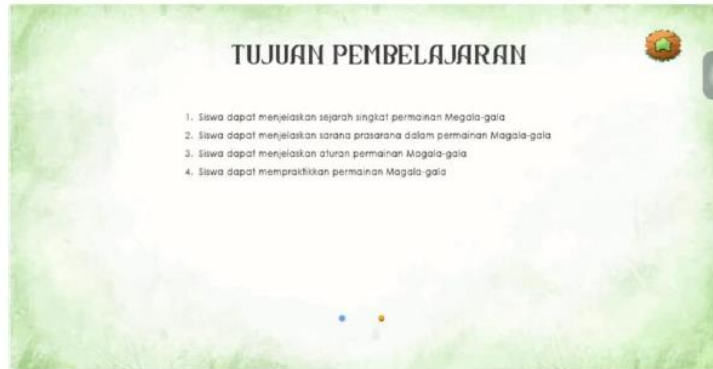 TUJUAN PEMBELAJARAN
1. Siswa dapat menjelaskan sejarah singkat permainan Megala-gala
2. Siswa dapat menjelaskan sarana prasarana dalam permainan Magala-gala
3. Siswa dapat menjelaskan aturan permainan Magala-gala
4. Siswa dapat mempraktikkan permainan Magala-gala